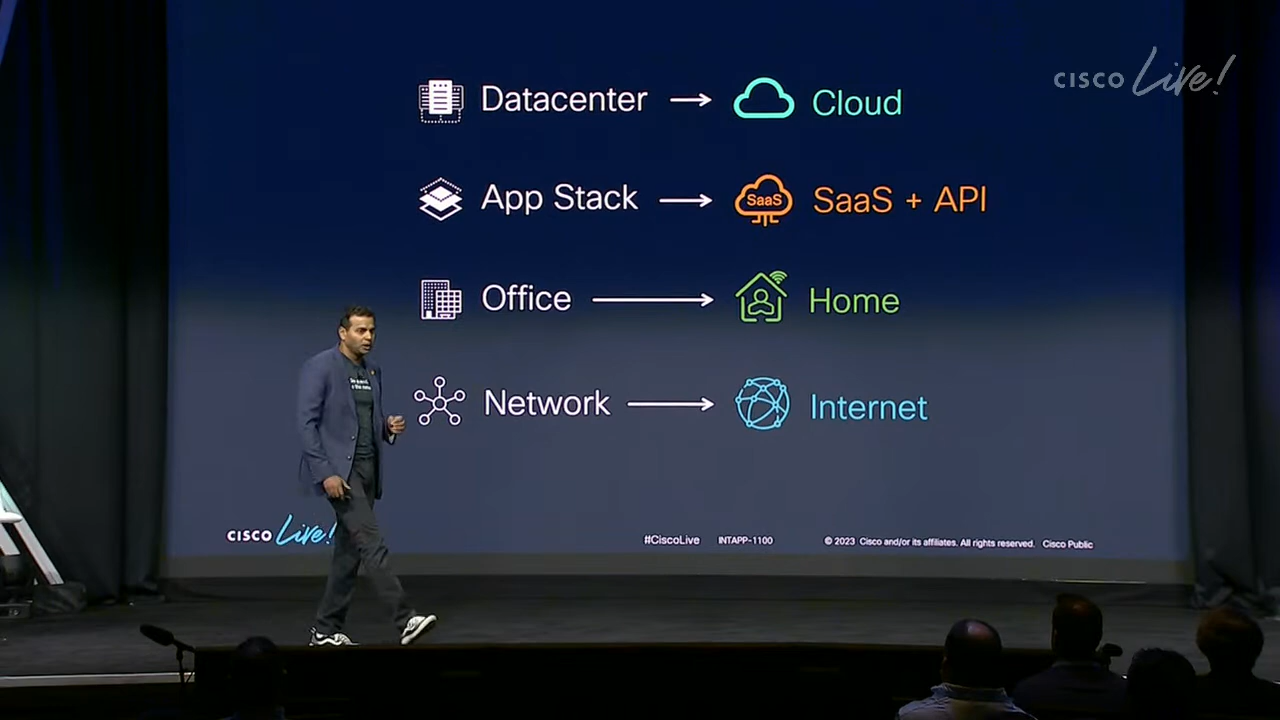 CISCO Live!
Datacenter → Cloud
App Stack → SaaS SaaS + API
Office → Home
Network → Internet
CISCO Live! #CiscoLive INTAPP-1100 © 2023 Cisco and/or its affiliates. All rights reserved. Cisco Public